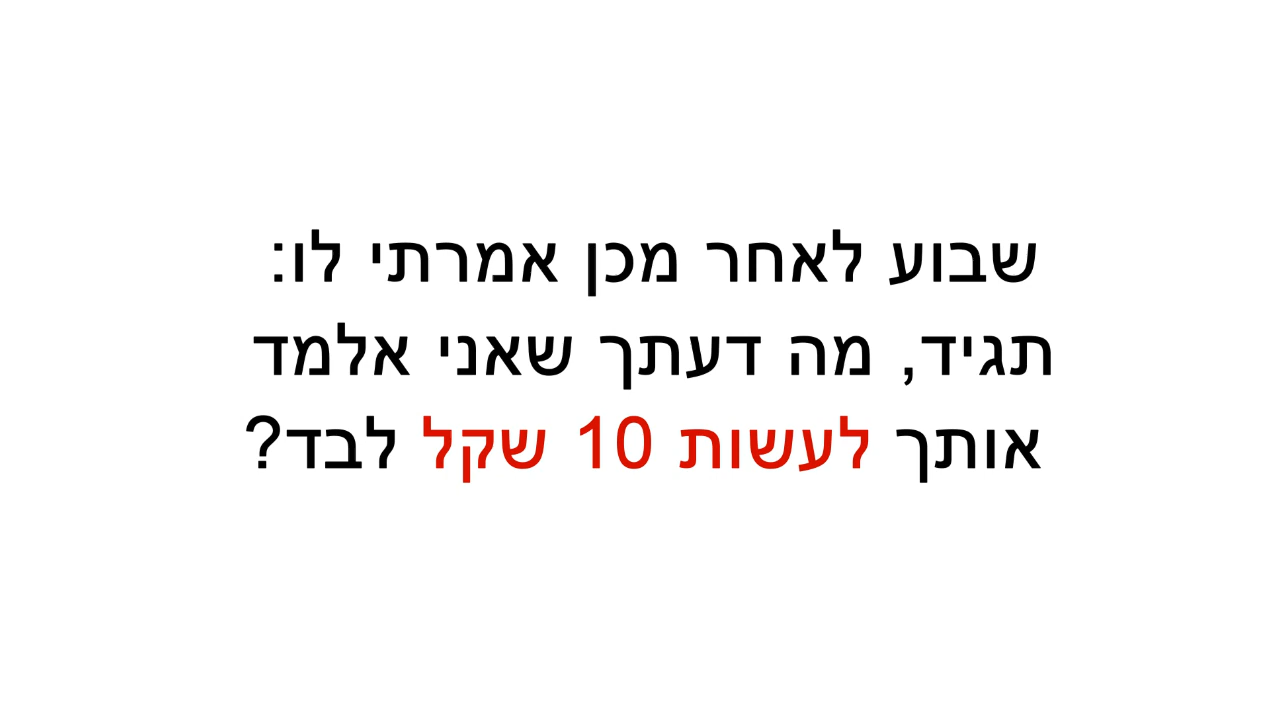 שבוע לאחר מכן אמרתי לו:
תגיד, מה דעתך שאני אלמד
אותך לעשות 10 שקל לבד?